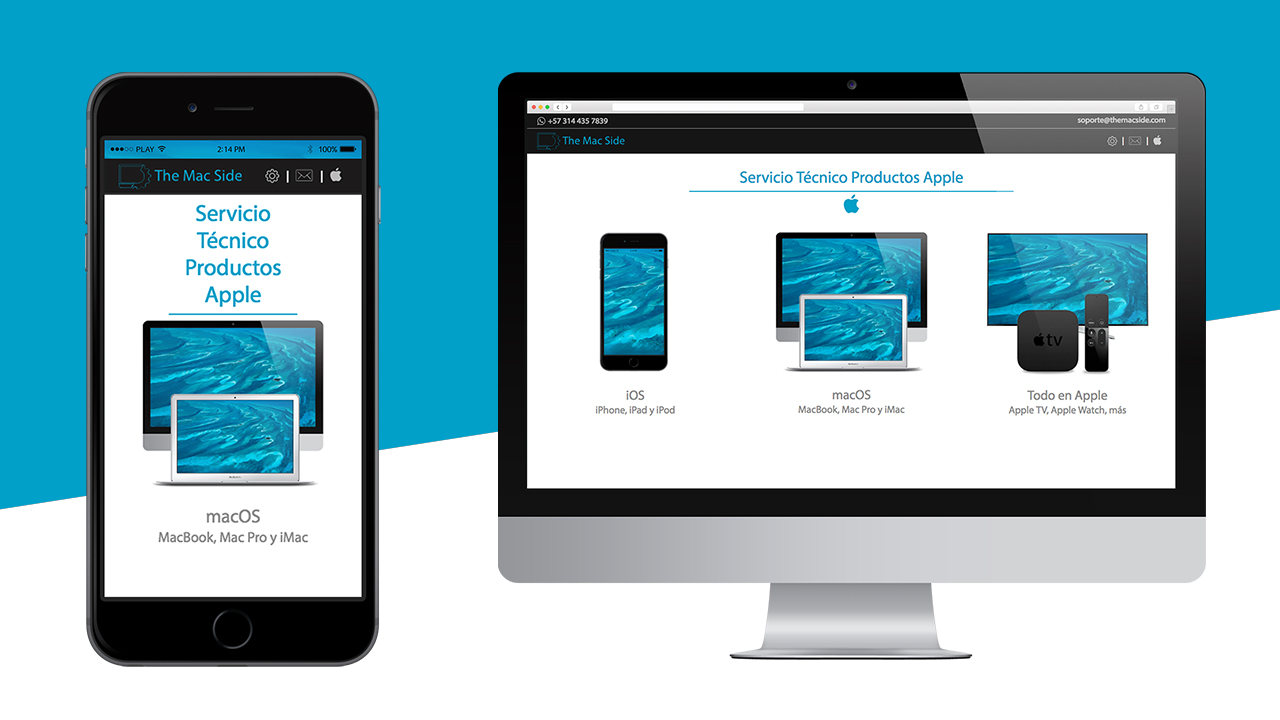 PLAY
2:14 PM
100%
The Mac Side
Servicio
Técnico
Productos
Apple
macOS
MacBook, Mac Pro y iMac
+57 314 435 7839
soporte@themacside.com
The Mac Side
Servicio Técnico Productos Apple
tv
iOS
iPhone, iPad y iPod
macOS
MacBook, Mac Pro y iMac
Todo en Apple
Apple TV, Apple Watch, más